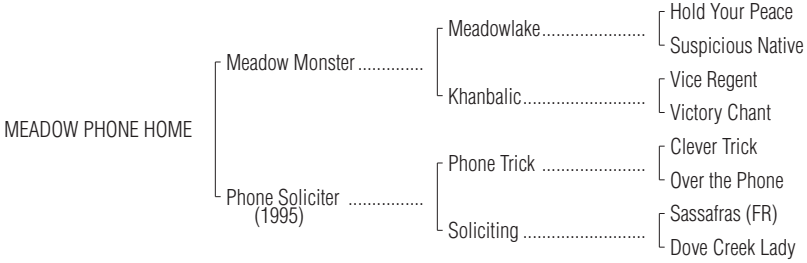 Hold Your Peace
Meadowlake.......................
Suspicious Native
Meadow Monster ..............
Vice Regent
Khanbalic...........................
Victory Chant
MEADOW PHONE HOME
Clever Trick
Phone Trick .......................
Over the Phone
Phone Soliciter ................
(1995)
Sassafras (FR)
Soliciting ...........................
Dove Creek Lady